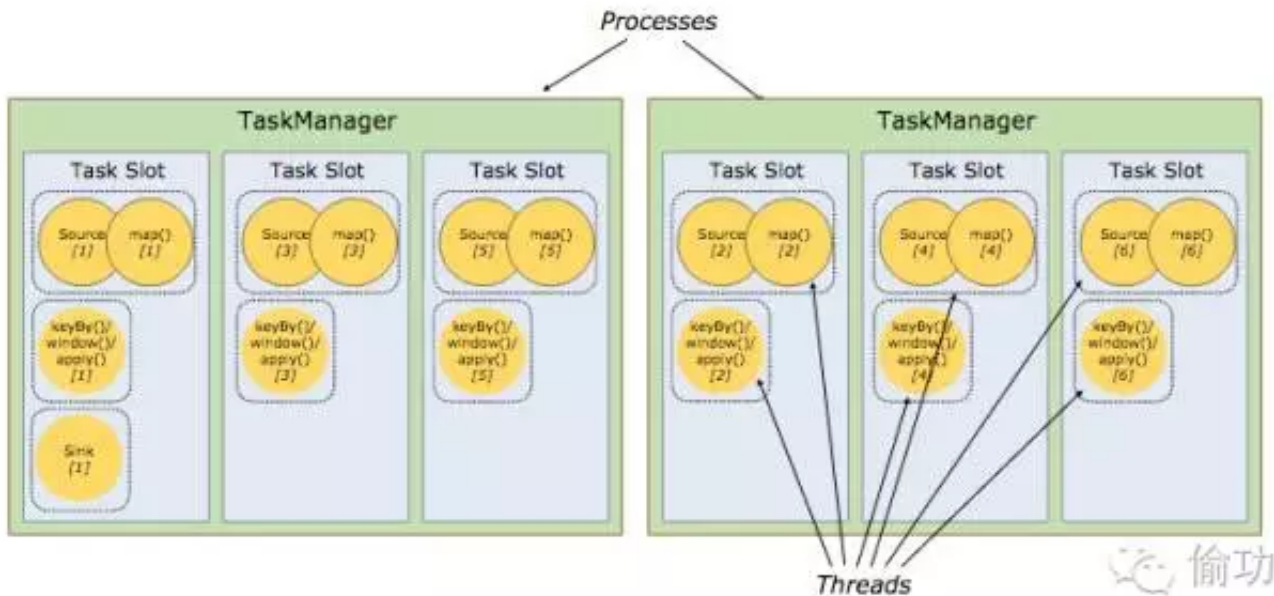 Processes
TaskManager
Task Slot
Task Slot
Task Slot
Source
[1]
map()
[1]
Source
[3]
map()
[3]
Source
[5]
map()
[5]
keyBy()/
window()/
apply()
[1]
keyBy()/
window()/
apply()
[3]
keyBy()/
window()/
apply()
[5]
Sink
[1]
TaskManager
Task Slot
Task Slot
Task Slot
Source
[2]
map()
[2]
Source
[4]
map()
[4]
Source
[6]
map()
[6]
keyBy()/
window()/
apply()
[2]
keyBy()/
window()/
apply()
[4]
keyBy()/
window()/
apply()
[6]
Threads
偷功